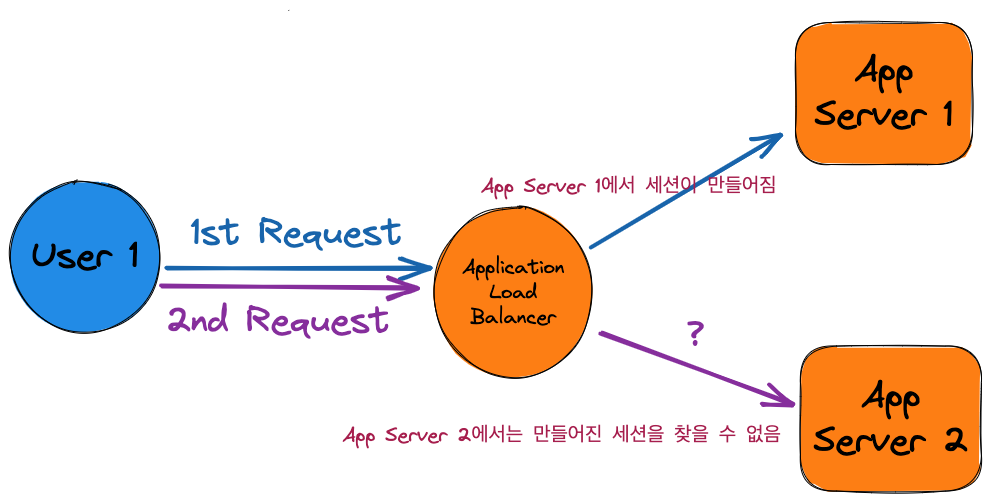 App
Server 1
App Server 1에서 세션이 만들어짐
1st Request
User 1
Application
Load
Balancer
2nd Request
?
App
Server 2
App Server 2에서는 만들어진 세션을 찾을 수 없음